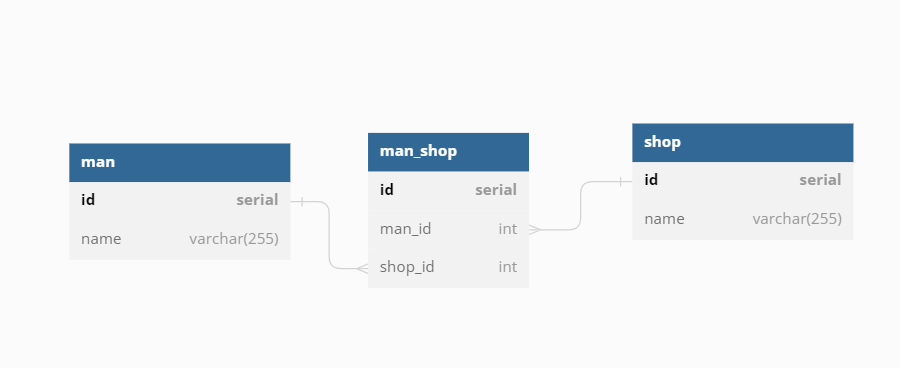 man
id serial
name varchar(255)
man_shop
id serial
man_id int
shop_id int
shop
id serial
name varchar(255)